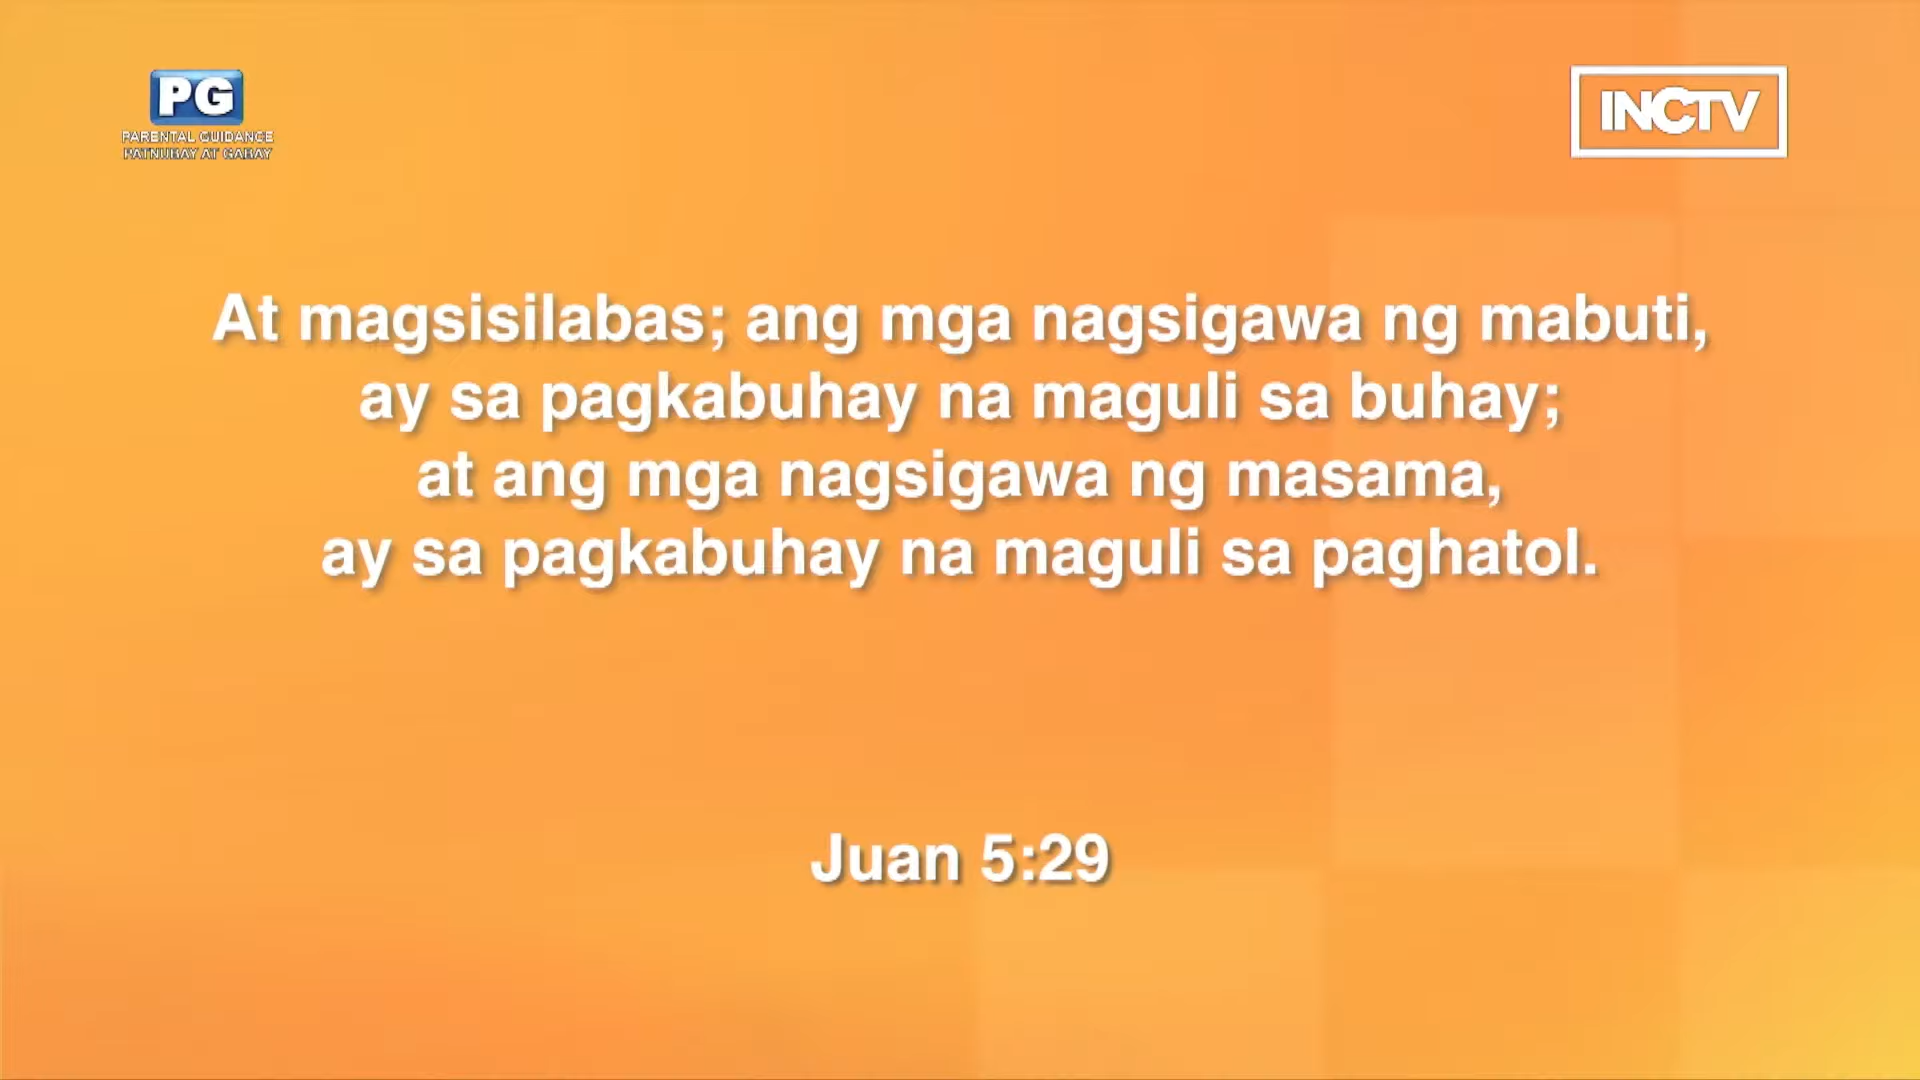 PG
PARENTAL GUIDANCE
PATNUBAY AT GABAY
INCTV
At magsisilabas; ang mga nagsigawa ng mabuti,
ay sa pagkabuhay na maguli sa buhay;
at ang mga nagsigawa ng masama,
ay sa pagkabuhay na maguli sa paghatol.
Juan 5:29